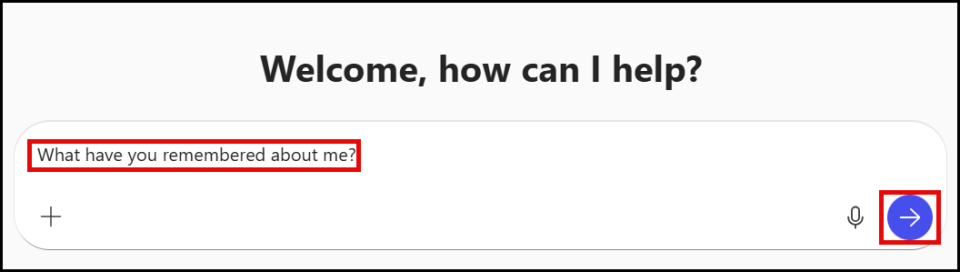 Welcome, how can I help?
What have you remembered about me?